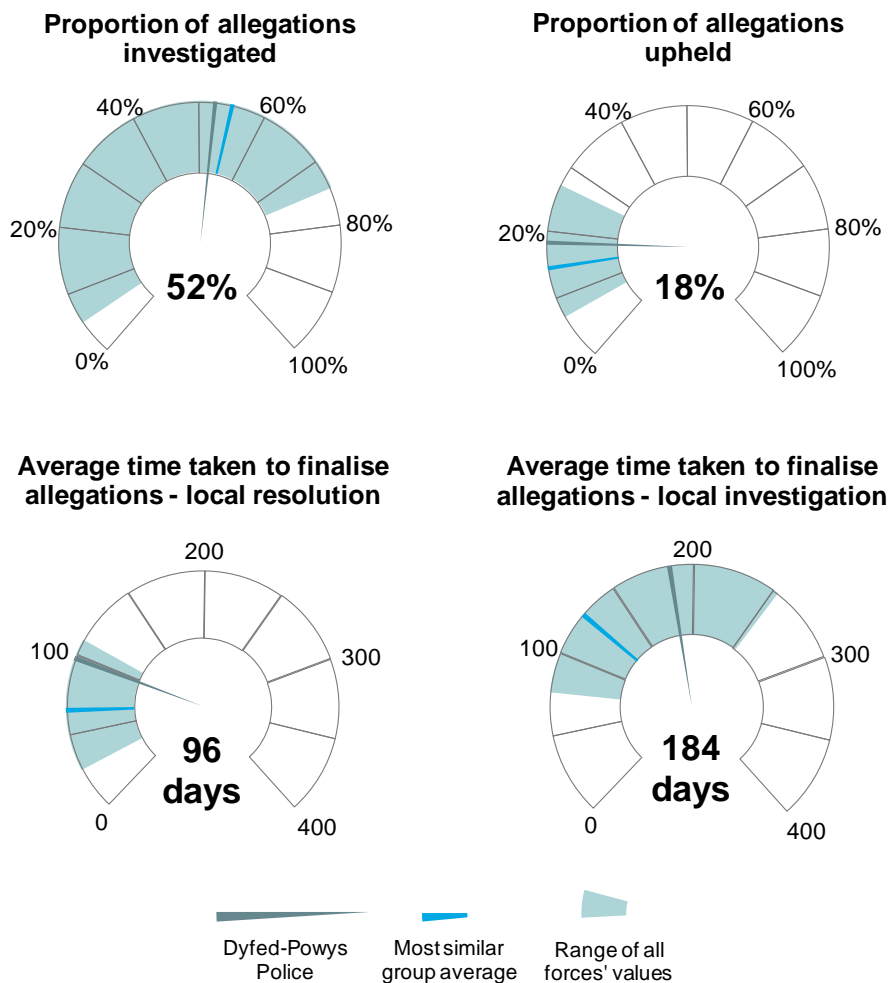 Proportion of allegations
investigated
40%
60%
20%
80%
52%
0%
100%
Proportion of allegations
upheld
40%
60%
20%
80%
18%
0%
100%
Average time taken to finalise
allegations - local resolution
200
100
300
96
days
0
400
Average time taken to finalise
allegations - local investigation
200
100
300
184
days
0
400
Dyfed-Powys
Police
Most similar
group average
Range of all
forces' values